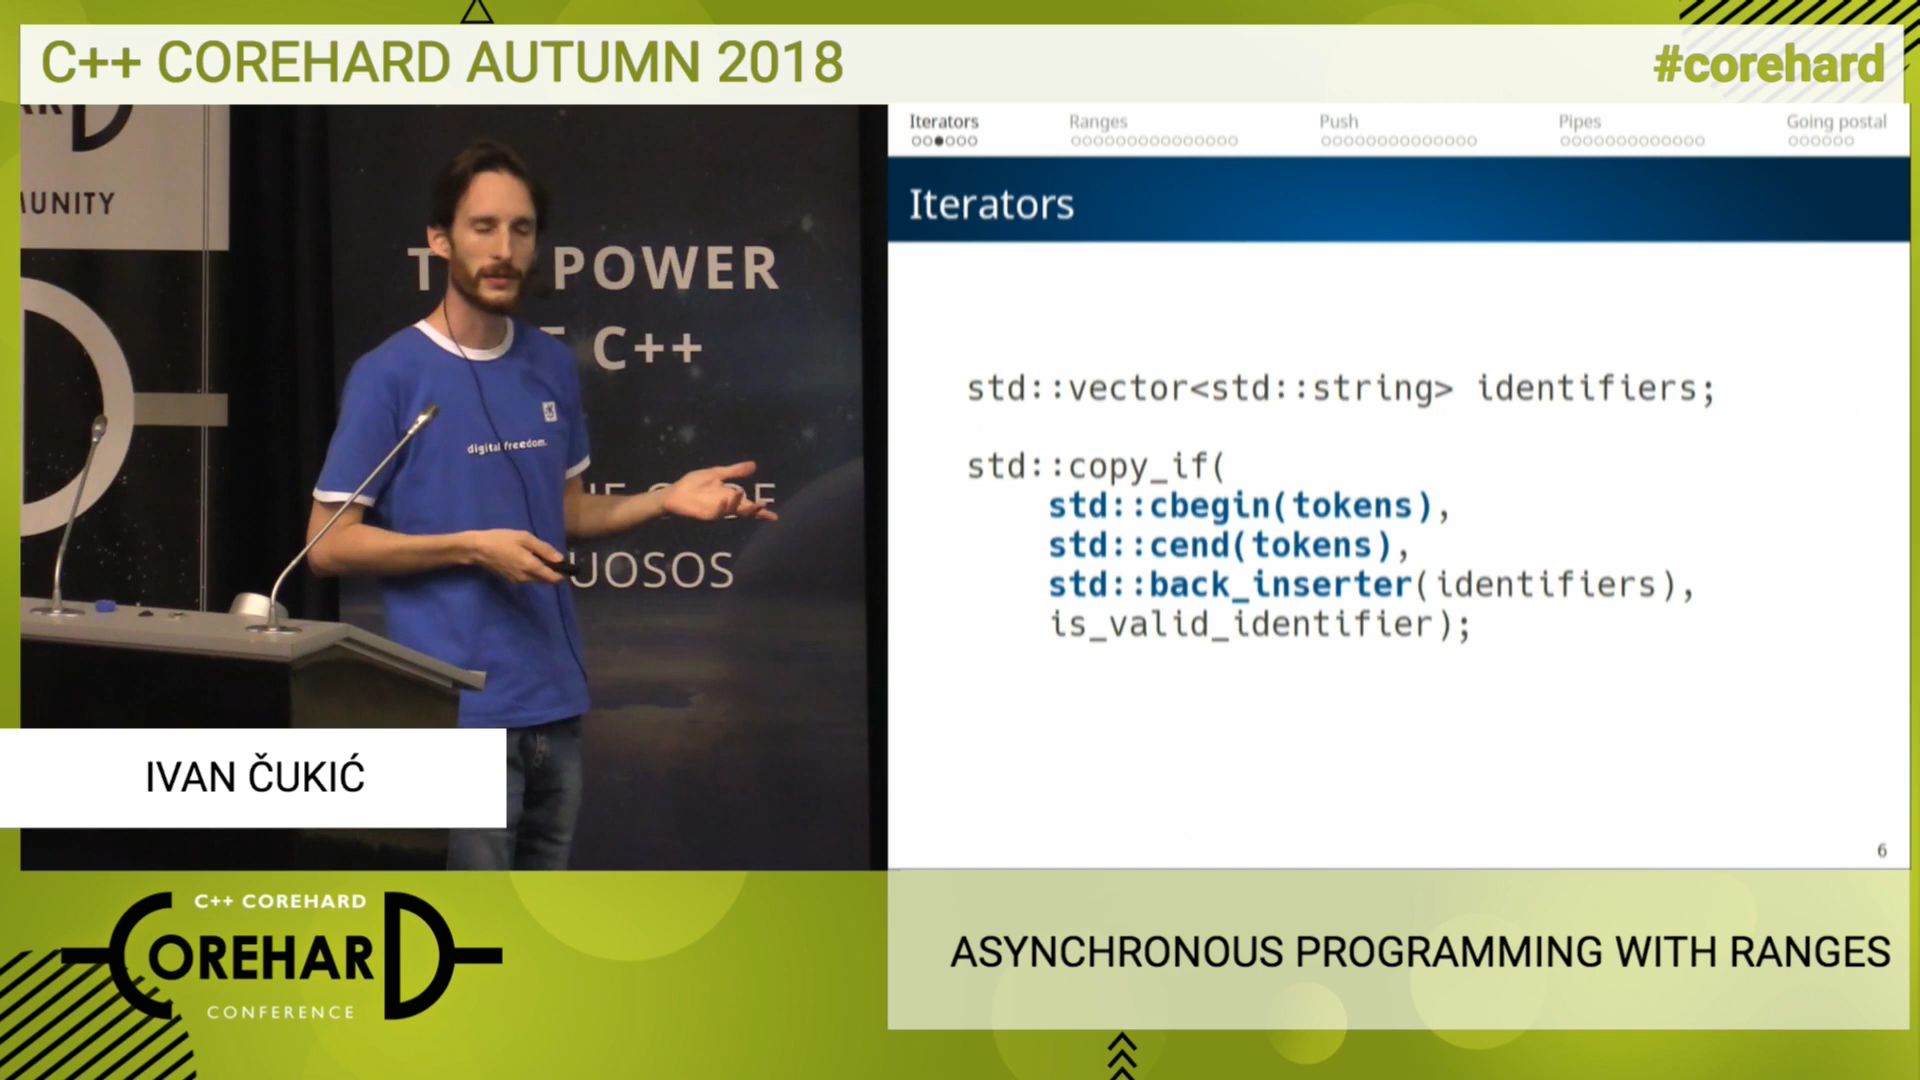 C++ COREHARD AUTUMN 2018
#corehard
UNITY
POWER
C++
UOSOS
digital freedom.
Iterators
Ranges
Push
Pipes
Going postal
Iterators
std::vector<std::string> identifiers;
std::copy_if(
std::cbegin(tokens),
std::cend(tokens),
std::back_inserter(identifiers),
is_valid_identifier);
6
IVAN ČUKIĆ
C++ COREHARD
COREHARD
CONFERENCE
ASYNCHRONOUS PROGRAMMING WITH RANGES